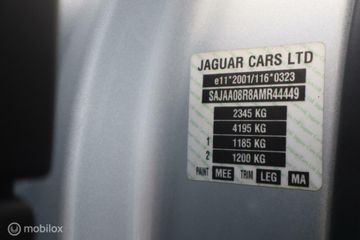 JAGUAR CARS LTD
e11*2001/116*0323
SAJAA08R8AMR44449
2345 KG
4195 KG
1 1185 KG
2 1200 KG
PAINT MEE TRIM LEG MA
mobilox